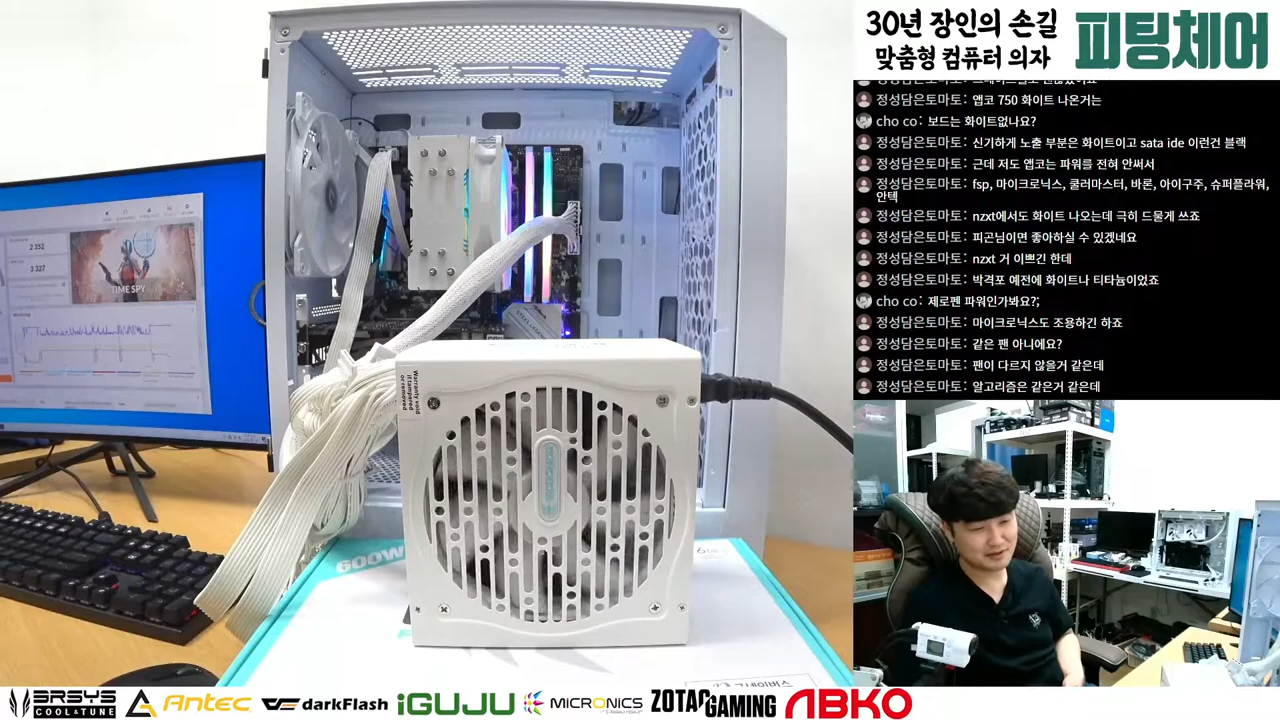 30년 장인의 손길
맞춤형 컴퓨터 의자
피팅체어
정성담은토마토: 앱코 750 화이트 나온거는
cho co: 보드는 화이트없나요?
정성담은토마토: 신기하게 노출 부분은 화이트이고 sata ide 이런건 블랙
정성담은토마토: 근데 저도 앱코는 파워를 전혀 안써서
정성담은토마토: fsp, 마이크로닉스, 쿨러마스터, 바론, 아이구주, 슈퍼플라워,
안텍
정성담은토마토: nzxt에서도 화이트 나오는데 극히 드물게 쓰죠
정성담은토마토: 피곤님이면 좋아하실 수 있겠네요
정성담은토마토: nzxt 거 이쁘긴 한데
정성담은토마토: 박격포 예전에 화이트나 티타늄이었죠
cho co: 제로펜 파워인가봐요?;
정성담은토마토: 마이크로닉스도 조용하긴 하죠
정성담은토마토: 같은 팬 아니에요?
정성담은토마토: 팬이 다르지 않을거 같은데
정성담은토마토: 알고리즘은 같은거 같은데
2 352
3 327
TIME SPY
STEEL LEGEND
Warranty void
if tampered
or removed
600W
3RSYS
COOL&TUNE
Antec
darkFlash
iGUJU
MICRONICS
ZOTAC GAMING
ABKO